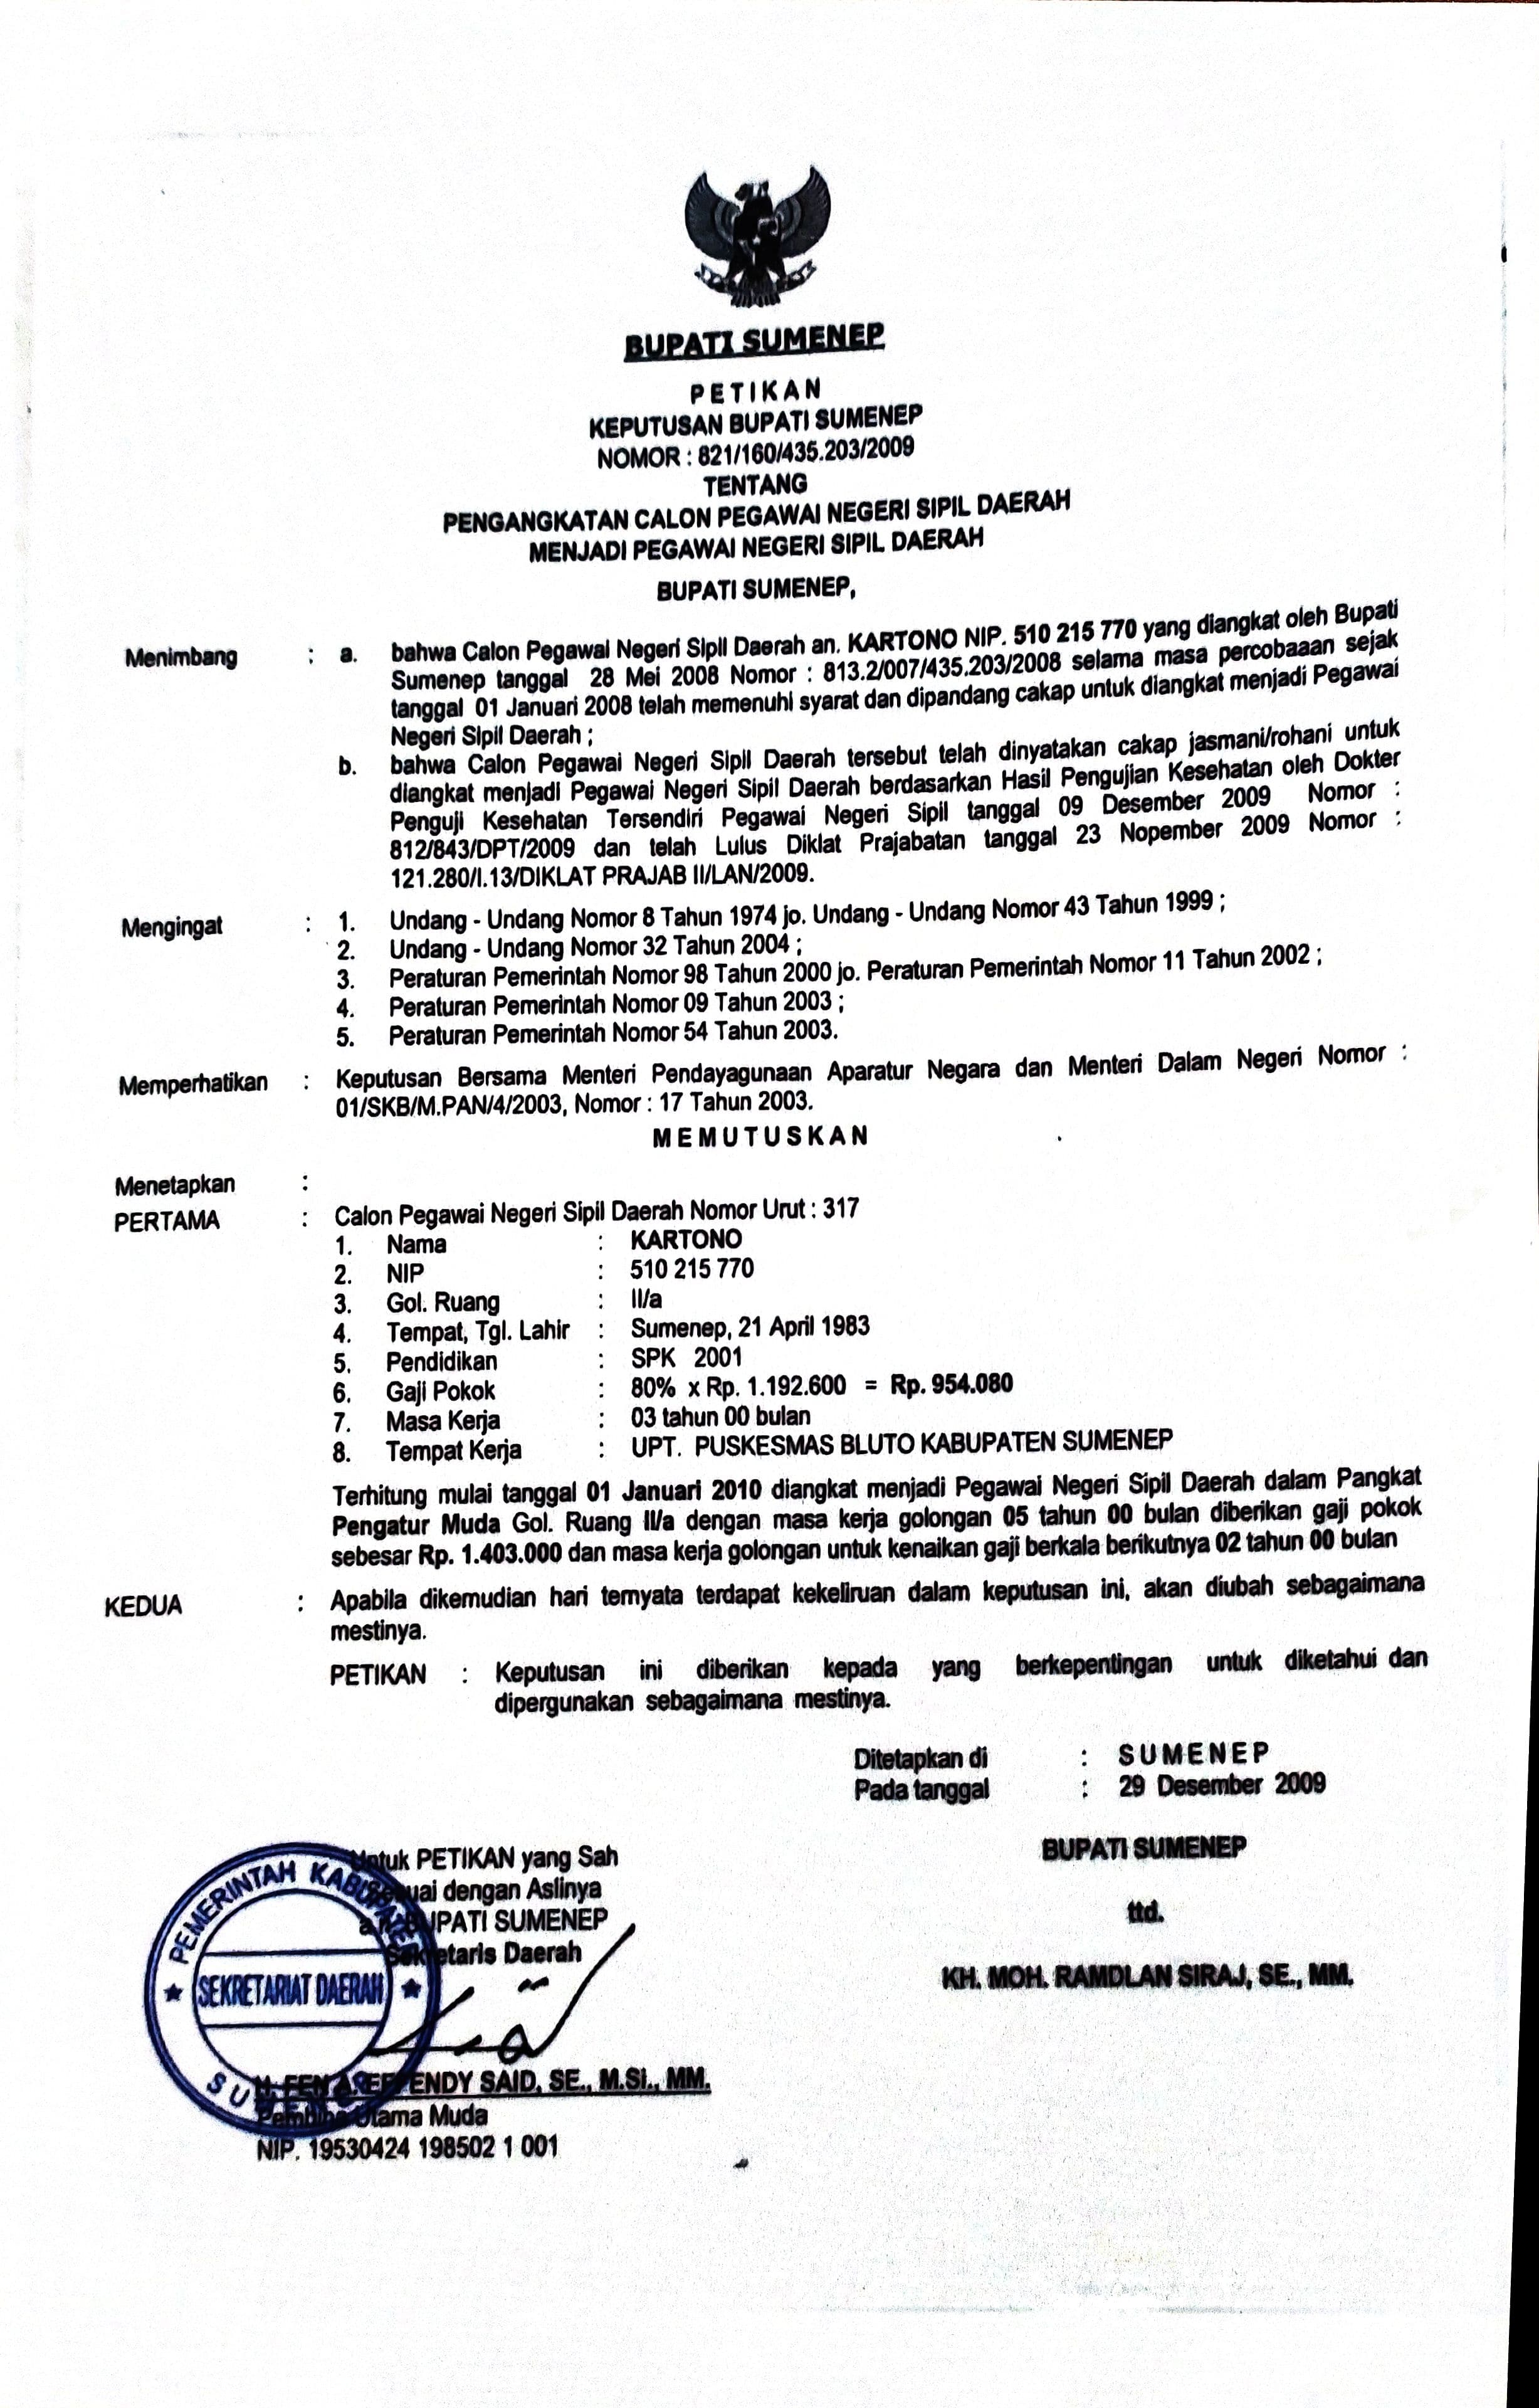 BUPATI SUMENEP
PETIKAN
KEPUTUSAN BUPATI SUMENEP
NOMOR : 821/160/435.203/2009
TENTANG
PENGANGKATAN CALON PEGAWAI NEGERI SIPIL DAERAH
MENJADI PEGAWAI NEGERI SIPIL DAERAH
BUPATI SUMENEP,
Menimbang : a. bahwa Calon Pegawai Negeri Sipil Daerah an. KARTONO NIP. 510 215 770 yang diangkat oleh Bupati
Sumenep tanggal 28 Mei 2008 Nomor : 813.2/007/435.203/2008 selama masa percobaaan sejak
tanggal 01 Januari 2008 telah memenuhi syarat dan dipandang cakap untuk diangkat menjadi Pegawai
Negeri Sipil Daerah ;
b. bahwa Calon Pegawai Negeri Sipil Daerah tersebut telah dinyatakan cakap jasmani/rohani untuk
diangkat menjadi Pegawai Negeri Sipil Daerah berdasarkan Hasil Pengujian Kesehatan oleh Dokter
Penguji Kesehatan Tersendiri Pegawai Negeri Sipil tanggal 09 Desember 2009 Nomor :
812/843/DPT/2009 dan telah Lulus Diklat Prajabatan tanggal 23 Nopember 2009 Nomor :
121.280/I.13/DIKLAT PRAJAB II/LAN/2009.
Mengingat : 1. Undang - Undang Nomor 8 Tahun 1974 jo. Undang - Undang Nomor 43 Tahun 1999 ;
2. Undang - Undang Nomor 32 Tahun 2004 ;
3. Peraturan Pemerintah Nomor 98 Tahun 2000 jo. Peraturan Pemerintah Nomor 11 Tahun 2002 ;
4. Peraturan Pemerintah Nomor 09 Tahun 2003 ;
5. Peraturan Pemerintah Nomor 54 Tahun 2003.
Memperhatikan : Keputusan Bersama Menteri Pendayagunaan Aparatur Negara dan Menteri Dalam Negeri Nomor :
01/SKB/M.PAN/4/2003, Nomor : 17 Tahun 2003.
MEMUTUSKAN
Menetapkan :
PERTAMA : Calon Pegawai Negeri Sipil Daerah Nomor Urut : 317
1. Nama : KARTONO
2. NIP : 510 215 770
3. Gol. Ruang : II/a
4. Tempat, Tgl. Lahir : Sumenep, 21 April 1983
5. Pendidikan : SPK 2001
6. Gaji Pokok : 80% x Rp. 1.192.600 = Rp. 954.080
7. Masa Kerja : 03 tahun 00 bulan
8. Tempat Kerja : UPT. PUSKESMAS BLUTO KABUPATEN SUMENEP
Terhitung mulai tanggal 01 Januari 2010 diangkat menjadi Pegawai Negeri Sipil Daerah dalam Pangkat
Pengatur Muda Gol. Ruang II/a dengan masa kerja golongan 05 tahun 00 bulan diberikan gaji pokok
sebesar Rp. 1.403.000 dan masa kerja golongan untuk kenaikan gaji berkala berikutnya 02 tahun 00 bulan
KEDUA : Apabila dikemudian hari ternyata terdapat kekeliruan dalam keputusan ini, akan diubah sebagaimana
mestinya.
PETIKAN : Keputusan ini diberikan kepada yang berkepentingan untuk diketahui dan
dipergunakan sebagaimana mestinya.
Ditetapkan di : SUMENEP
Pada tanggal : 29 Desember 2009
BUPATI SUMENEP
ttd.
KH. MOH. RAMDLAN SIRAJ, SE., MM.
Untuk PETIKAN yang Sah
Sesuai dengan Aslinya
a.n BUPATI SUMENEP
Sekretaris Daerah
PEMERINTAH KABUPATEN
SEKRETARIAT DAERAH
SUMENEP
EFFENDY SAID, SE., M.Si., MM.
Pembina Utama Muda
NIP. 19530424 198502 1 001